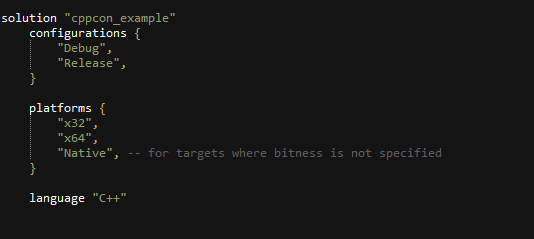 solution "cppcon_example"
configurations {
"Debug",
"Release",
}
platforms {
"x32",
"x64",
"Native", -- for targets where bitness is not specified
}
language "C++"